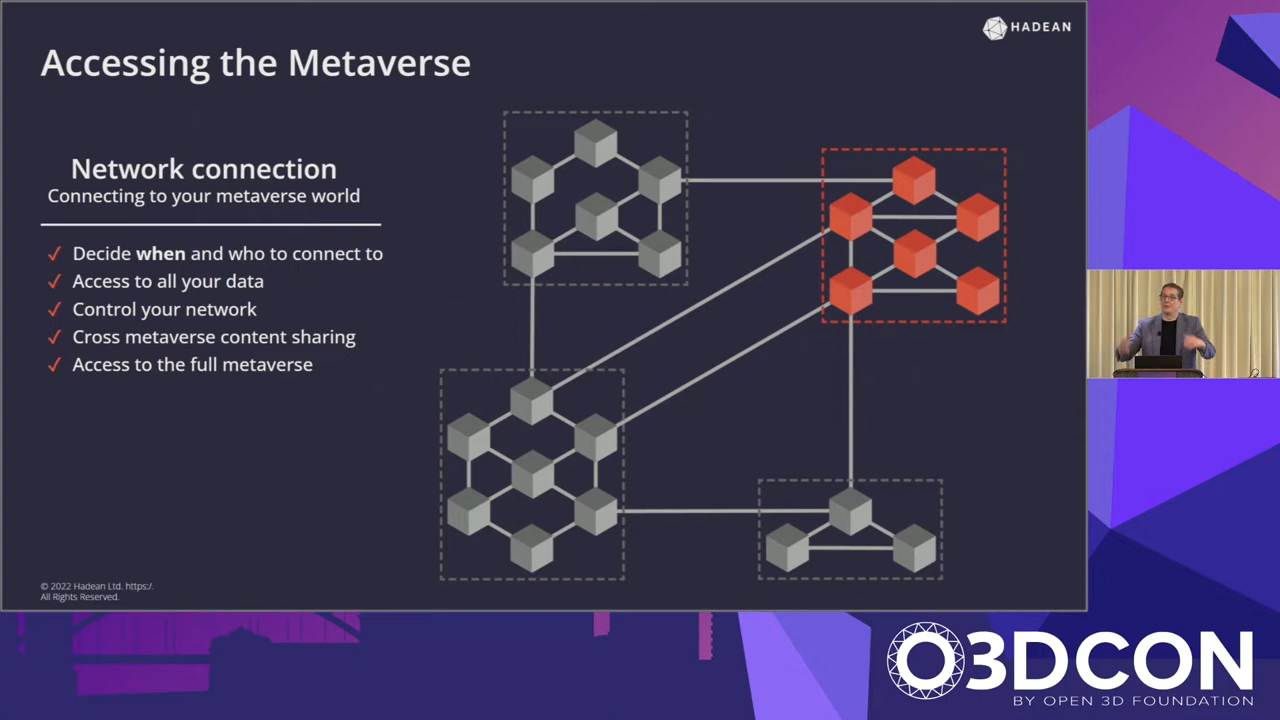 HADEAN
Accessing the Metaverse
Network connection
Connecting to your metaverse world
✓ Decide when and who to connect to
✓ Access to all your data
✓ Control your network
✓ Cross metaverse content sharing
✓ Access to the full metaverse
© 2022 Hadean Ltd. https:/.
All Rights Reserved.
O3DCON
BY OPEN 3D FOUNDATION